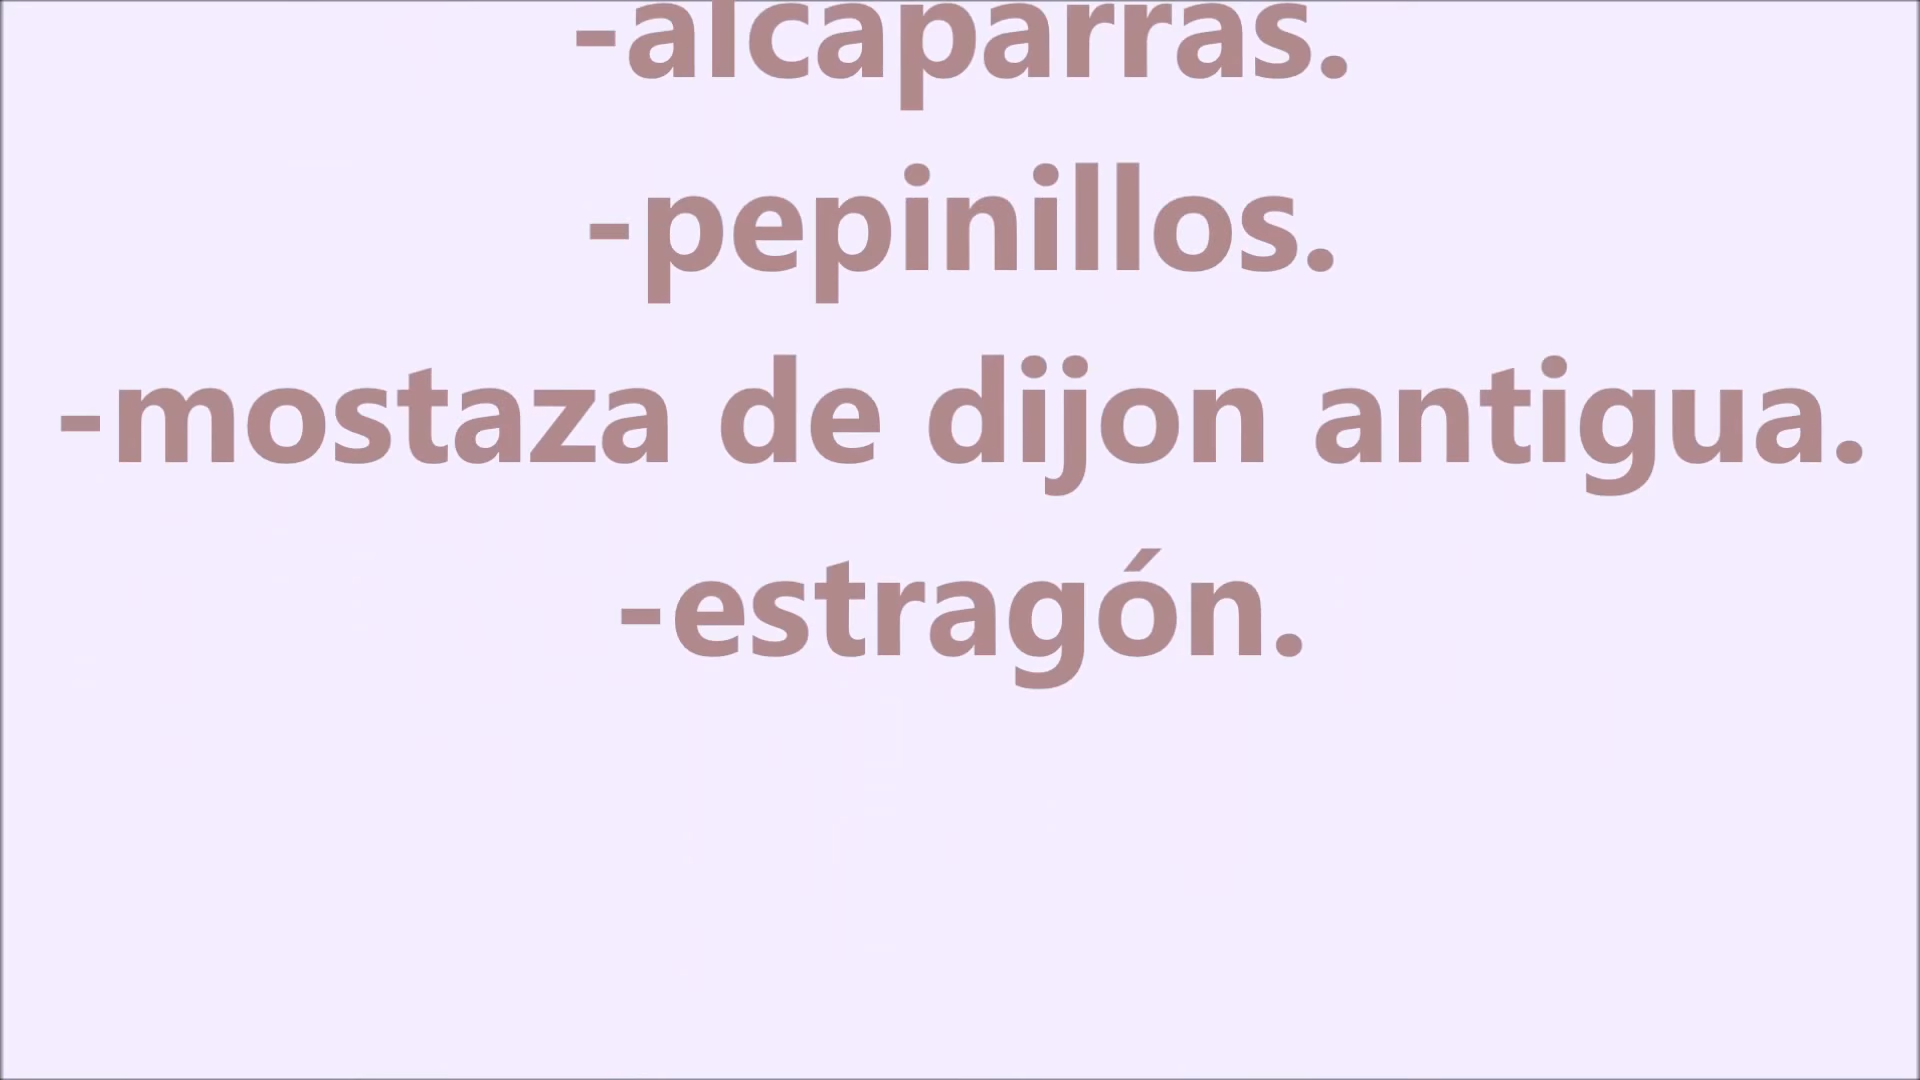 -alcaparras.
-pepinillos.
-mostaza de dijon antigua.
-estragón.